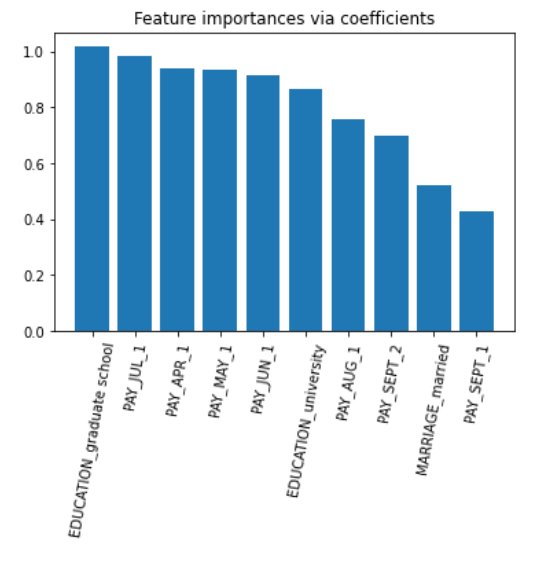 Feature importances via coefficients
1.0
0.8
0.6
0.4
0.2
0.0
EDUCATION_graduate school
PAY_JUL_1
PAY_APR_1
PAY_MAY_1
PAY_JUN_1
EDUCATION_university
PAY_AUG_1
PAY_SEPT_2
MARRIAGE_married
PAY_SEPT_1